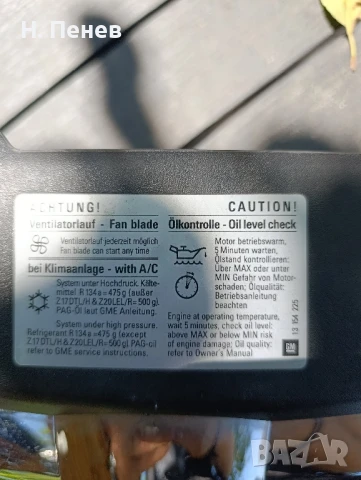 Н. Пенев
ACHTUNG! CAUTION!
Ventilatorlauf - Fan blade
Ventilatorlauf jederzeit möglich
Fan blade can start any time
bei Klimaanlage - with A/C
System unter Hochdruck. Kälte-
mittel R 134 a =475 g (außer
Z17DTL/H & Z20LEL/R= 500 g). PAG-
Öl laut GME Anleitung.
System under high pressure.
Refrigerant R 134 a =475 g (except
Z17DTL/H & Z20LEL/R=500 g). PAG-oil
refer to GME service instructions.
Ölkontrolle - Oil level check
Motor betriebswarm,
5 Minuten warten,
Ölstand kontrollieren:
Über MAX oder unter
MIN Gefahr von Motor-
schaden; Ölqualität:
Betriebsanleitung
beachten
Engine at operating temperature,
wait 5 minutes, check oil level:
above MAX or below MIN risk
of engine damage; Oil quality:
refer to Owner's Manual
GM
13 154 225
BAZAR
bg